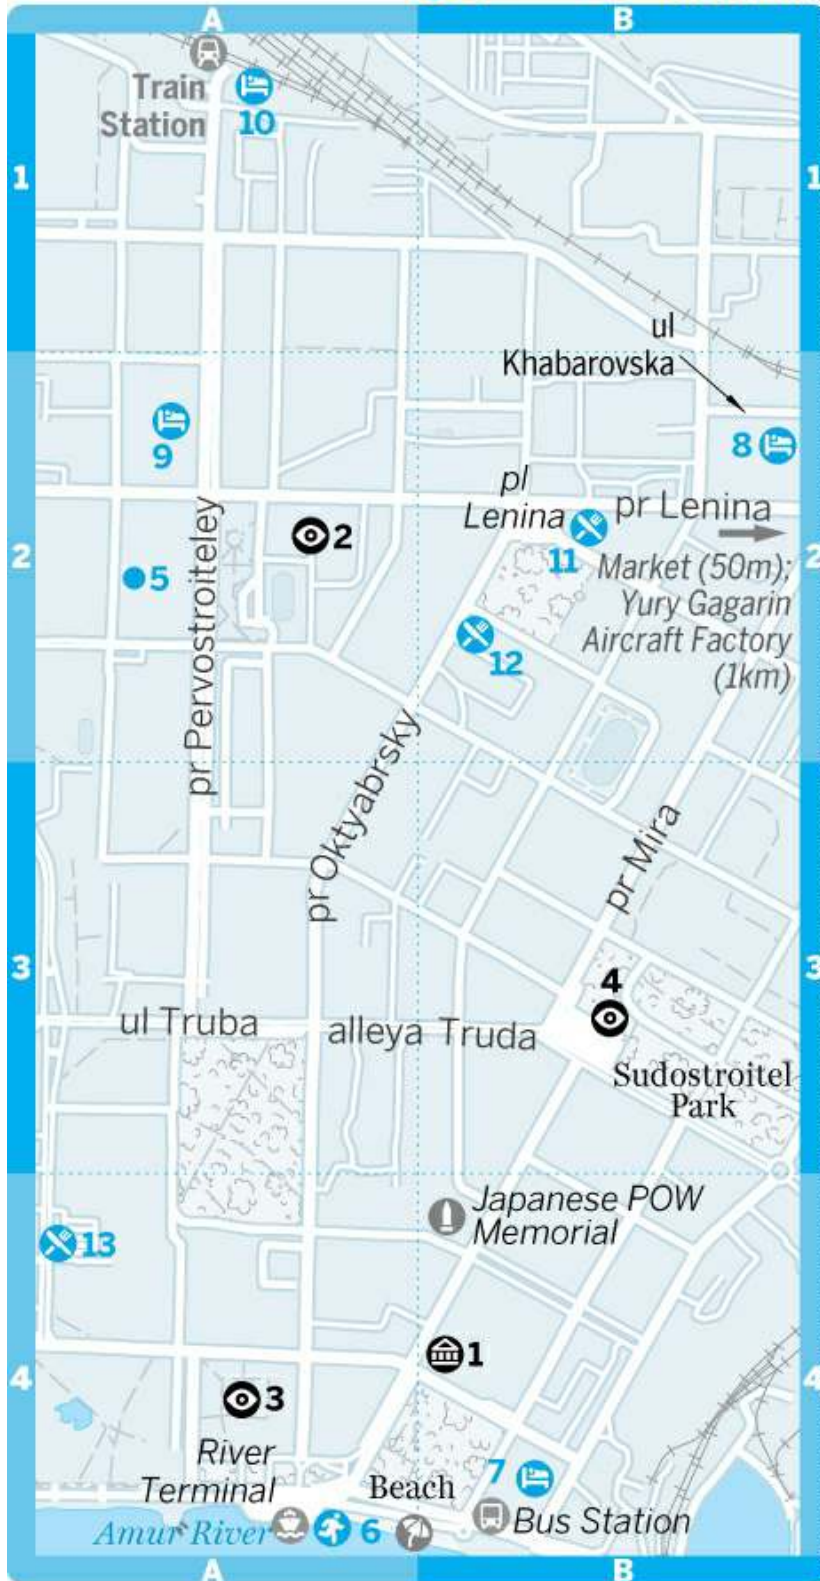 A
B
Train
Station
10
1
1
ul
Khabarovska
9
8
pl
Lenina
pr Lenina
2
2
2
5
11
Market (50m);
Yury Gagarin
Aircraft Factory
(1km)
12
pr Pervostroiteley
pr Oktyabrsky
pr Mira
3
3
4
ul Truba
alleya Truda
Sudostroitel
Park
Japanese POW
Memorial
13
1
4
4
3
River
Terminal
Beach
7
Amur River
6
Bus Station
A
B